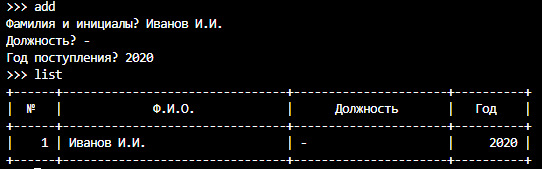 >>> add
Фамилия и инициалы? Иванов И.И.
Должность? -
Год поступления? 2020
>>> list
+------+--------------------------------+----------------------+----------+
|  №   |             Ф.И.О.             |      Должность       |   Год    |
+------+--------------------------------+----------------------+----------+
|    1 | Иванов И.И.                    | -                    |     2020 |
+------+--------------------------------+----------------------+----------+